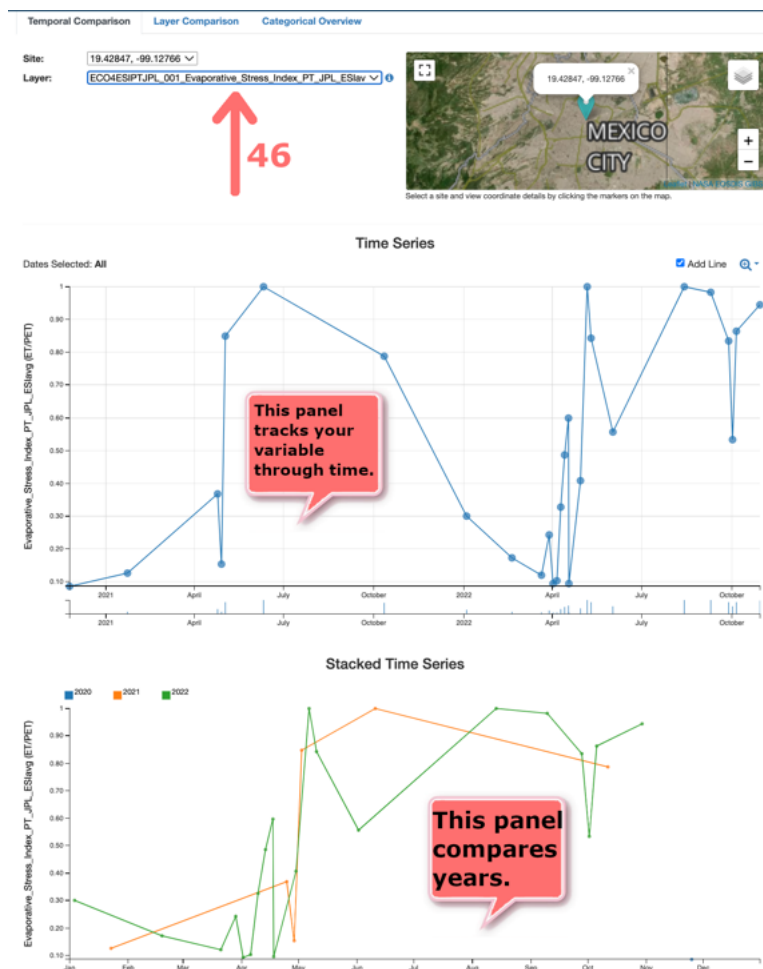 Temporal Comparison Layer Comparison Categorical Overview
Site: 19.42847, -99.12766
Layer: ECO4ESIPTJPL_001_Evaporative_Stress_Index_PT_JPL_ESIavg
46
19.42847, -99.12766
MEXICO
CITY
Select a site and view coordinate details by clicking the markers on the map.
Time Series
Dates Selected: All
Add Line
Evaporative_Stress_Index_PT_JPL_ESIavg (ET/PET)
1
0.90
0.80
0.70
0.60
0.50
0.40
0.30
0.20
0.10
This panel
tracks your
variable
through time.
2021 April July October 2022 April July October
2021 April July October 2022 April July October
Stacked Time Series
2020 2021 2022
Evaporative_Stress_Index_PT_JPL_ESIavg (ET/PET)
1
0.90
0.80
0.70
0.60
0.50
0.40
0.30
0.20
0.10
This panel
compares
years.
Jan Feb Mar Apr May Jun Jul Aug Sep Oct Nov Dec